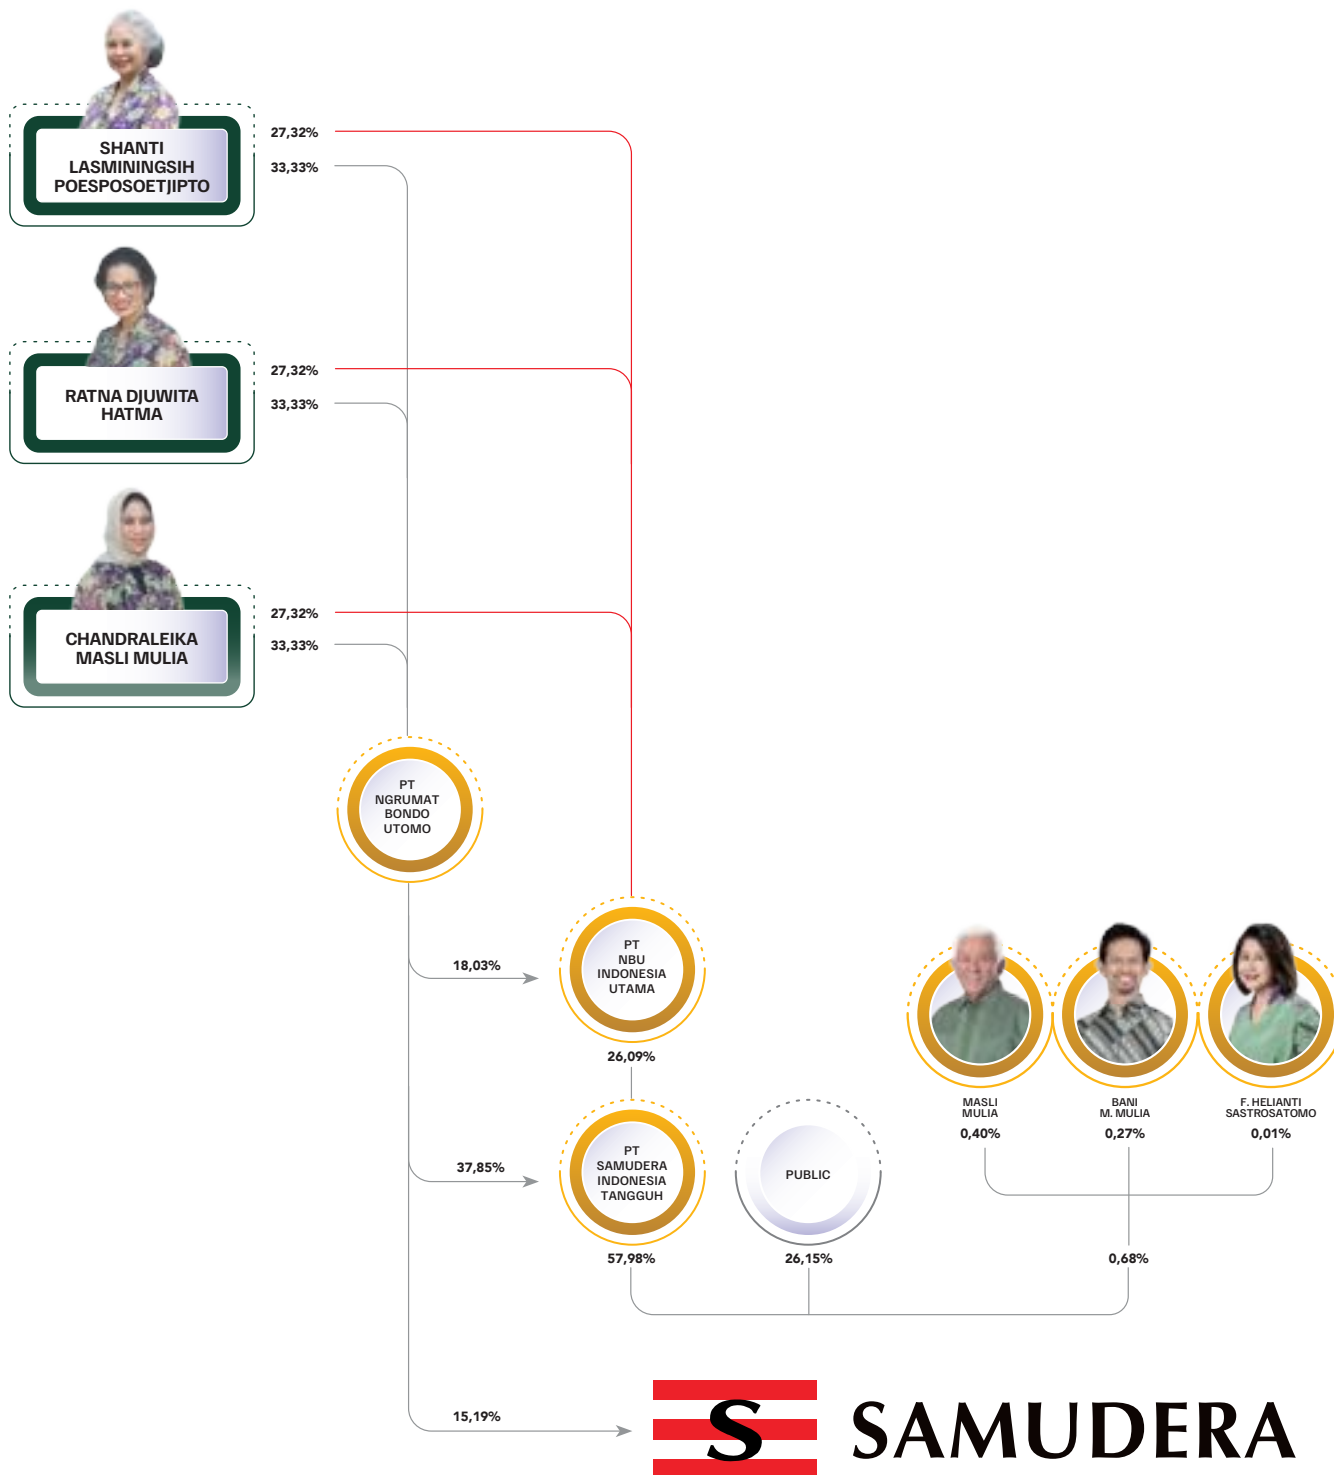 27,32%
33,33%
SHANTI
LASMININGSIH
POESPOSOETJIPTO
27,32%
33,33%
RATNA DJUWITA
HATMA
27,32%
33,33%
CHANDRALEIKA
MASLI MULIA
PT
NGRUMAT
BONDO
UTOMO
18,03%
PT
NBU
INDONESIA
UTAMA
26,09%
37,85%
PT
SAMUDERA
INDONESIA
TANGGUH
57,98%
PUBLIC
26,15%
MASLI
MULIA
0,40%
BANI
M. MULIA
0,27%
F. HELIANTI
SASTROSATOMO
0,01%
0,68%
15,19%
S SAMUDERA